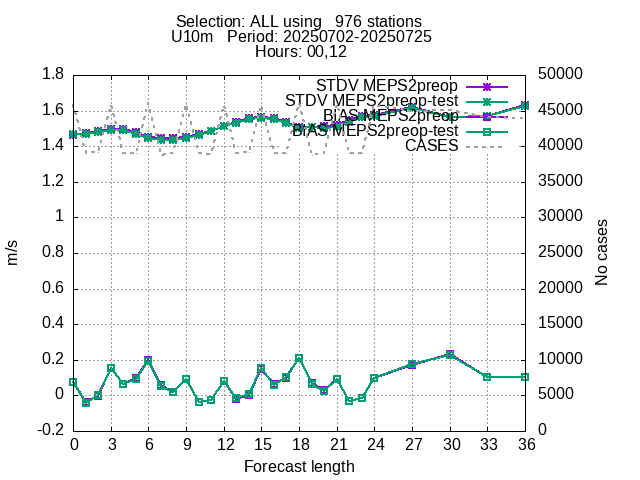 Selection: ALL using   976 stations
U10m   Period: 20250702-20250725
Hours: 00,12
STDV MEPS2preop
STDV MEPS2preop-test
BIAS MEPS2preop
BIAS MEPS2preop-test
CASES
1.8
1.6
1.4
1.2
1
0.8
0.6
0.4
0.2
0
-0.2
m/s
50000
45000
40000
35000
30000
25000
20000
15000
10000
5000
0
No cases
0 3 6 9 12 15 18 21 24 27 30 33 36
Forecast length